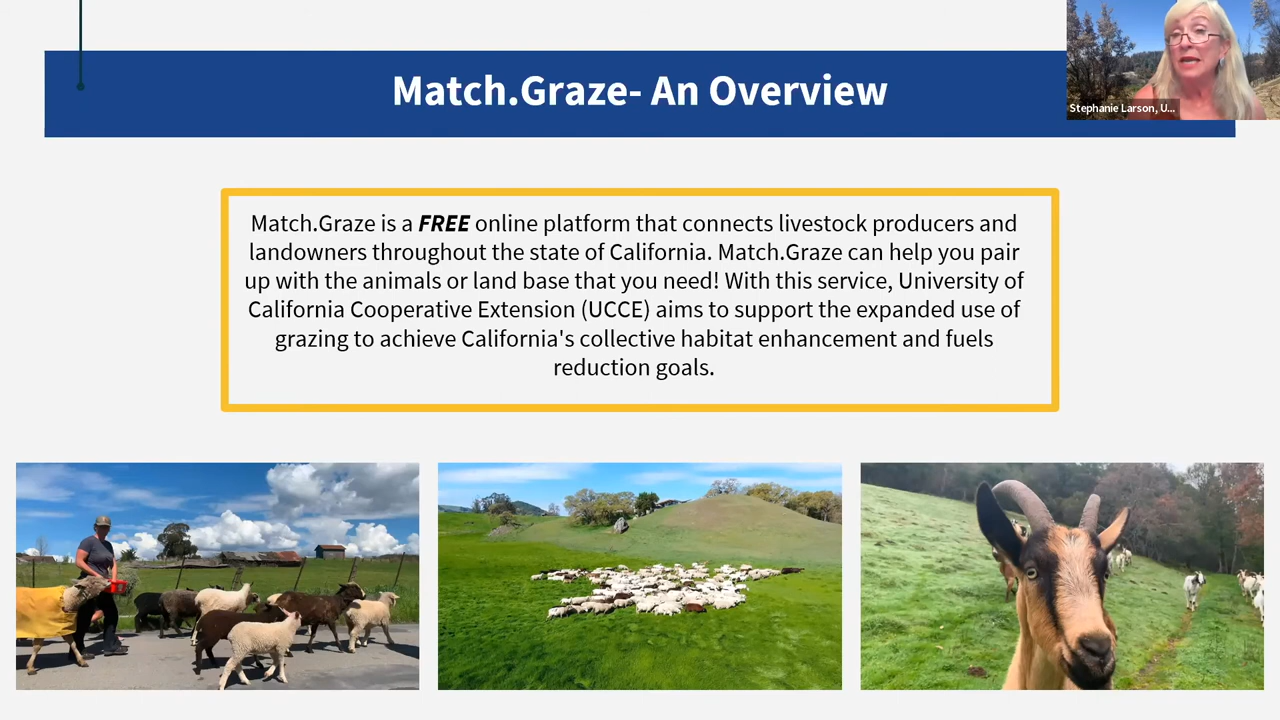 Match.Graze- An Overview
Stephanie Larson, U...
Match.Graze is a FREE online platform that connects livestock producers and
landowners throughout the state of California. Match.Graze can help you pair
up with the animals or land base that you need! With this service, University of
California Cooperative Extension (UCCE) aims to support the expanded use of
grazing to achieve California's collective habitat enhancement and fuels
reduction goals.